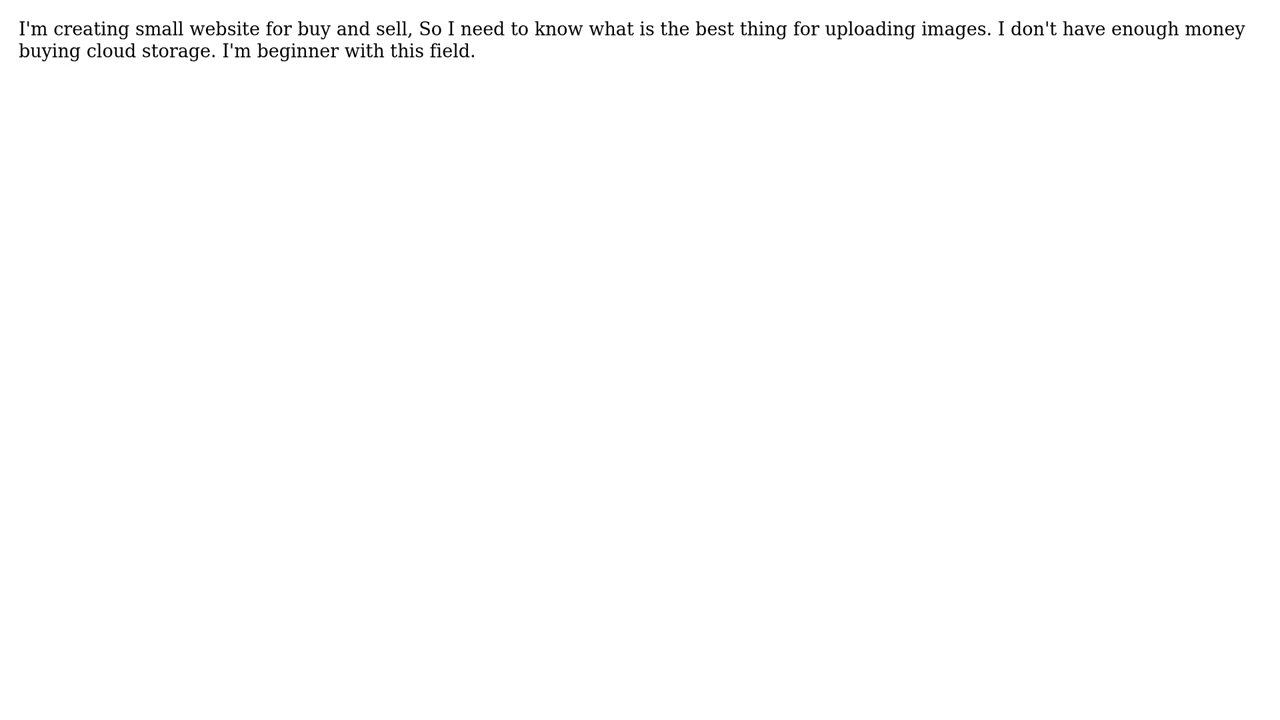 I'm creating small website for buy and sell, So I need to know what is the best thing for uploading images. I don't have enough money
buying cloud storage. I'm beginner with this field.